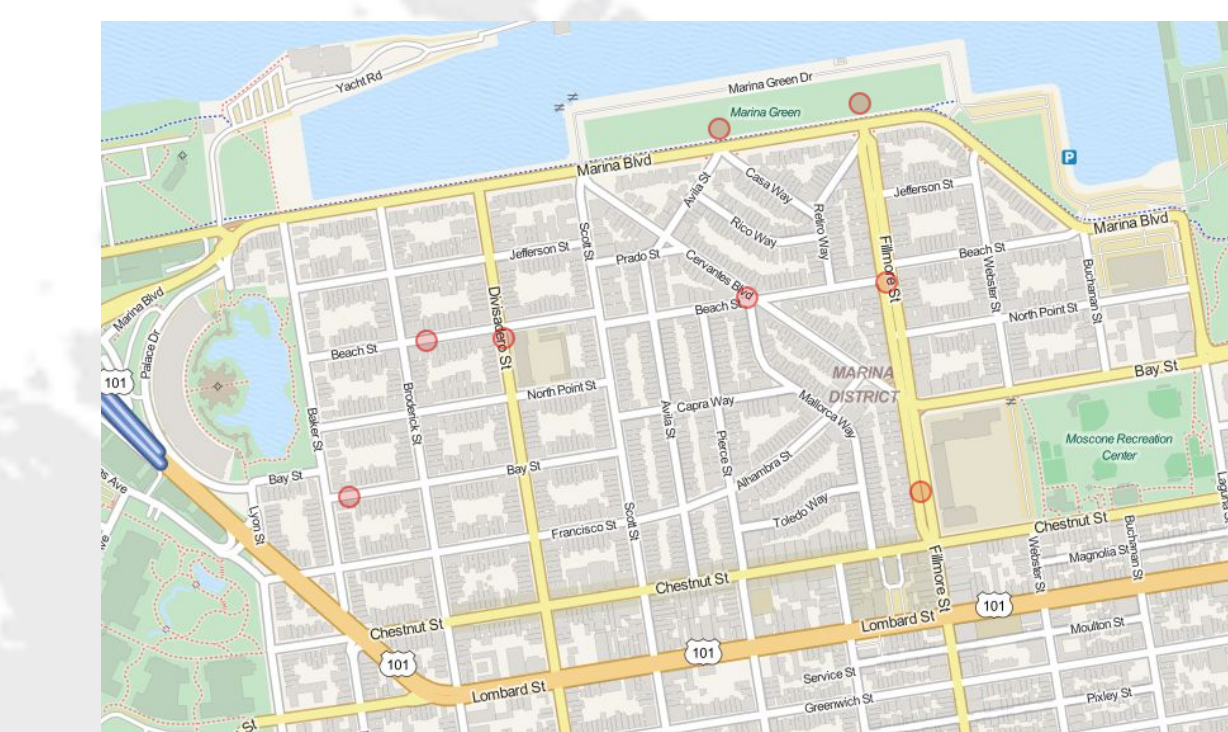 Yacht Rd
Marina Green Dr
Marina Green
P
Marina Blvd
Avila St
Casa Way
Jefferson St
Retiro Way
Rico Way
Marina Blvd
Scott St
Jefferson St
Prado St
Cervantes Blvd
Fillmore St
Beach St
Webster St
Buchanan St
Marina Blvd
Palace Dr
Divisadero St
Beach St
Beach St
North Point St
101
MARINA
DISTRICT
Bay St
North Point St
Broderick St
Baker St
Capra Way
Avila St
Mallorca Way
Pierce St
Moscone Recreation
Center
Bay St
Bay St
Alhambra St
Ave
Lyon St
Toledo Way
Scott St
Francisco St
Laguna St
Chestnut St
Webster St
Buchanan St
Magnolia St
Fillmore St
Chestnut St
101
Chestnut St
Lombard St
Moulton St
101
101
Service St
Lombard St
Greenwich St
Pixley St
St